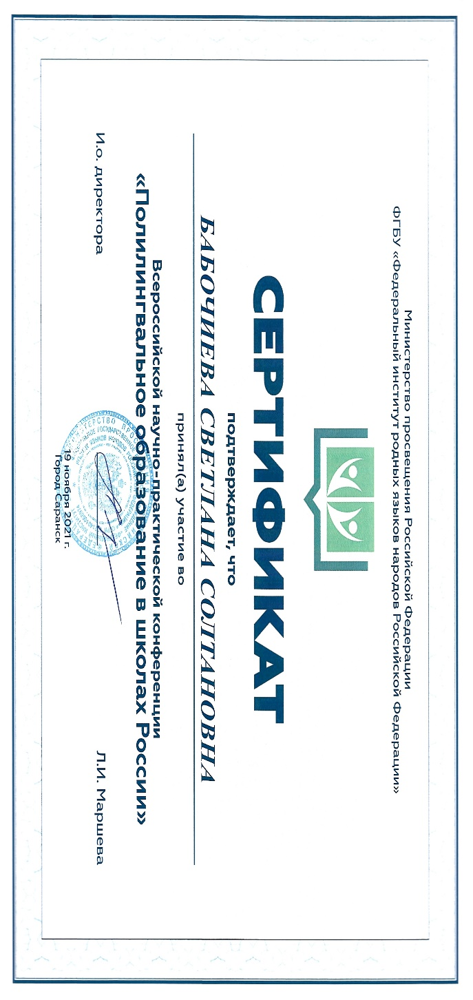 Министерство просвещения Российской Федерации
ФГБУ «Федеральный институт родных языков народов Российской Федерации»
СЕРТИФИКАТ
подтверждает, что
БАБОЧИЕВА СВЕТЛАНА СОЛТАНОВНА
принял(а) участие во
Всероссийской научно-практической конференции
«Полилингвальное образование в школах России»
И.о. директора
Л.И. Маршева
19 ноября 2021 г.
Город Саранск